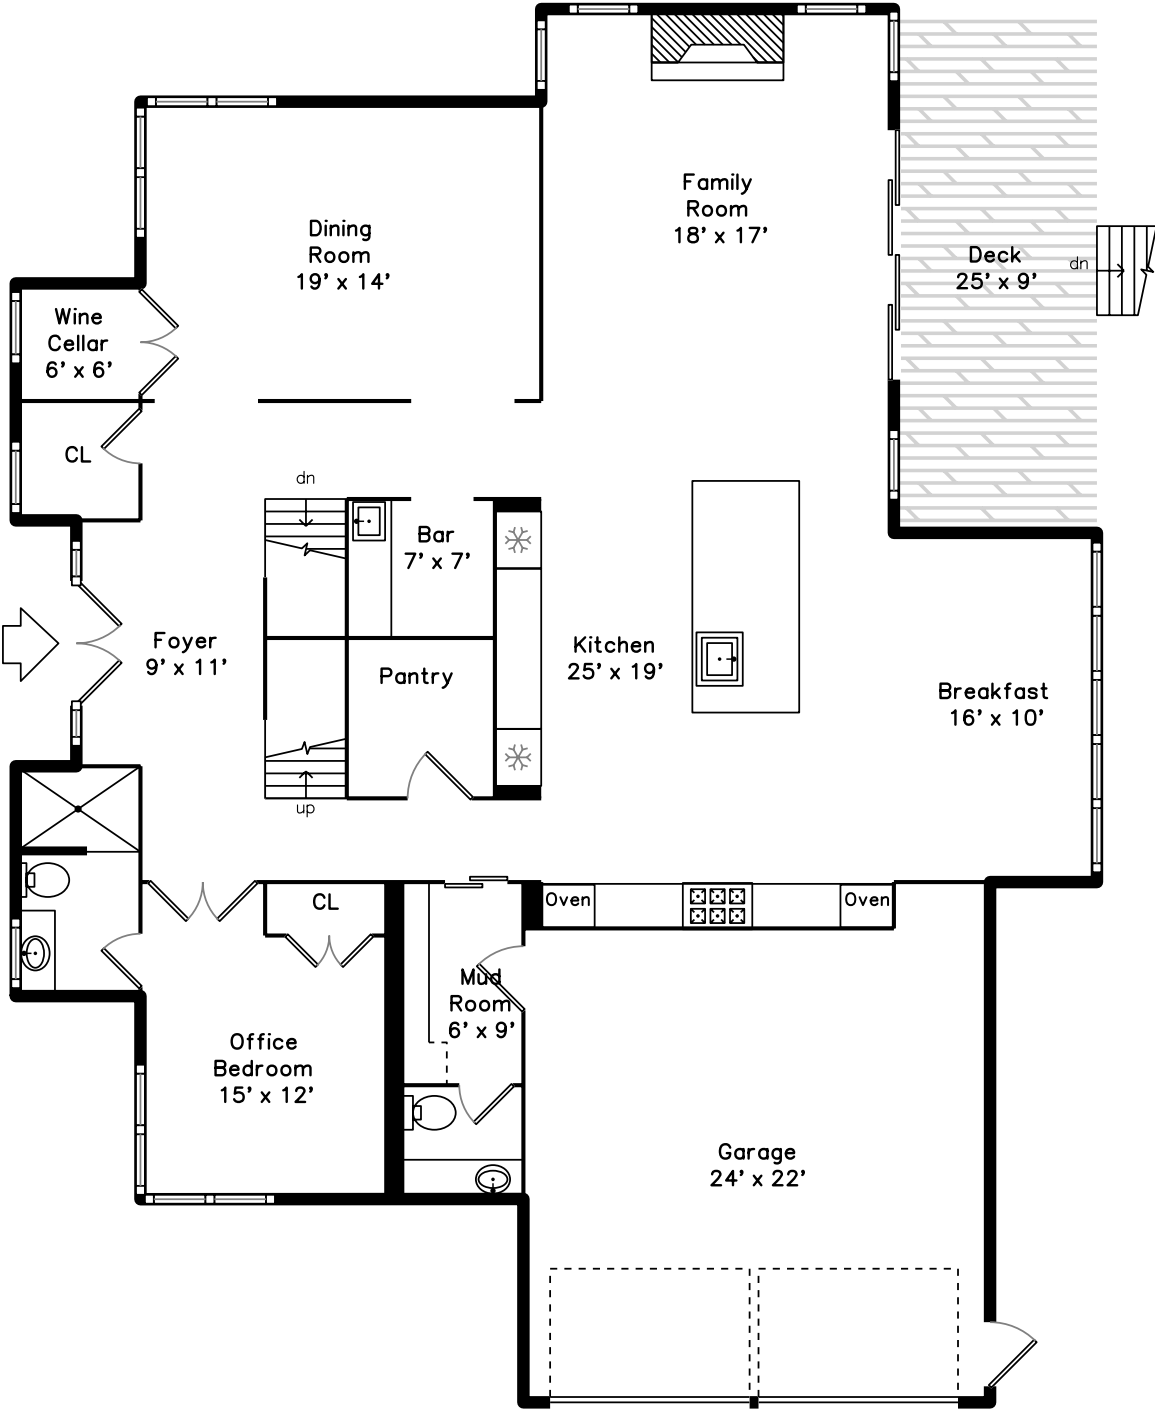 Family
Room
18' x 17'
Dining
Room
19' x 14'
Deck
25' x 9'
dn
Wine
Cellar
6' x 6'
CL
dn
Bar
7' x 7'
Foyer
9' x 11'
Kitchen
25' x 19'
Pantry
Breakfast
16' x 10'
up
CL
Oven
Oven
Mud
Room
6' x 9'
Office
Bedroom
15' x 12'
Garage
24' x 22'